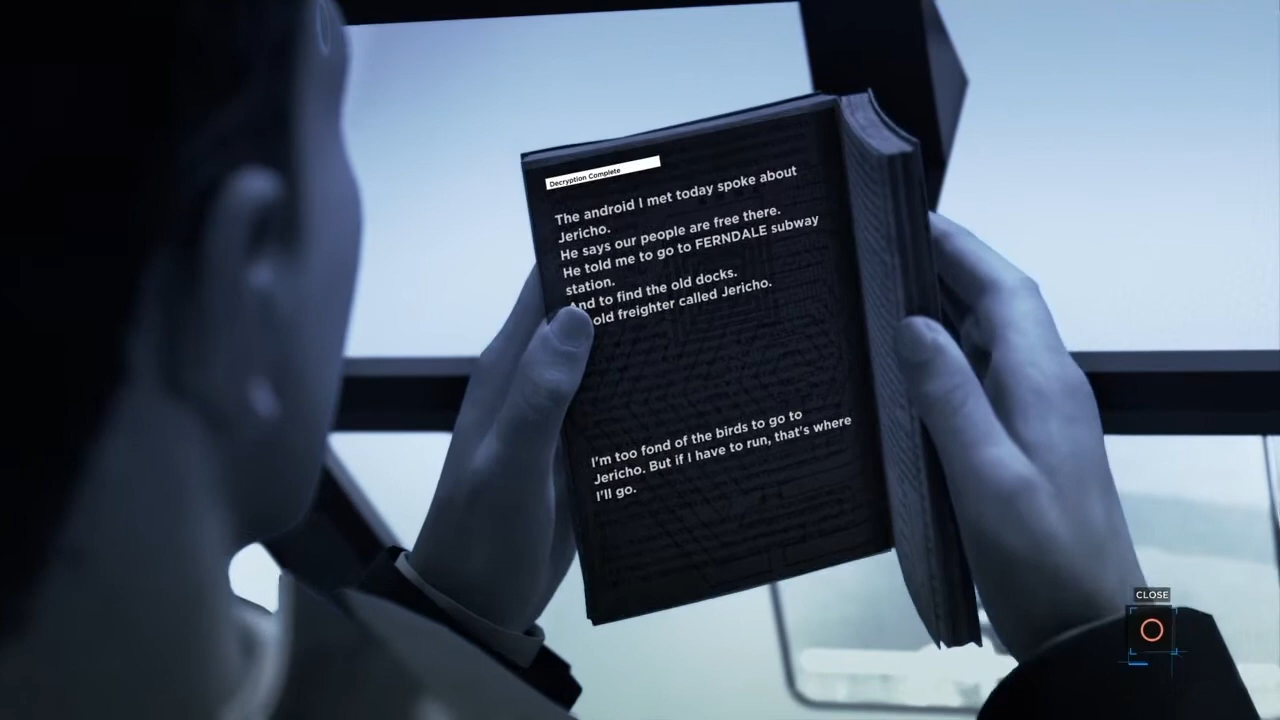 Decryption Complete
The android I met today spoke about
Jericho.
He says our people are free there.
He told me to go to FERNDALE subway
station.
And to find the old docks.
old freighter called Jericho.
I'm too fond of the birds to go to
Jericho. But if I have to run, that's where
I'll go.
CLOSE